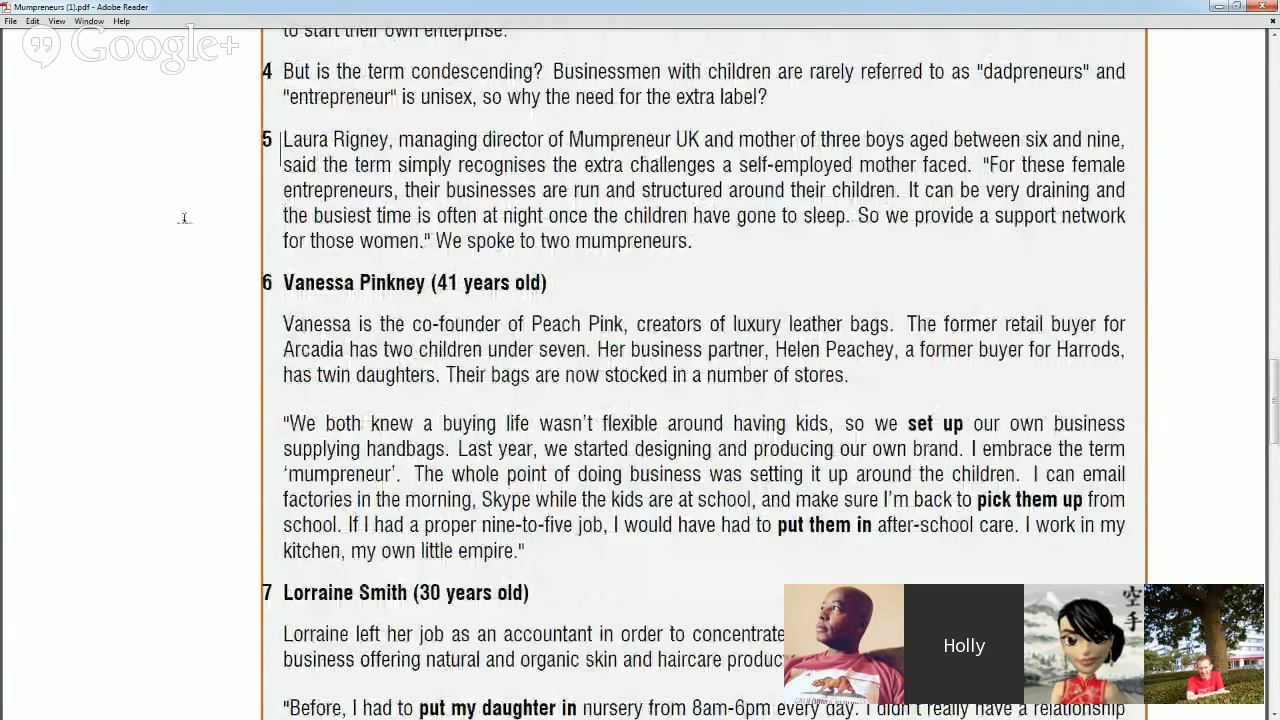 Mumpreneurs (1).pdf - Adobe Reader
File Edit View Window Help
Google+
to start their own enterprise.
4 But is the term condescending? Businessmen with children are rarely referred to as "dadpreneurs" and
"entrepreneur" is unisex, so why the need for the extra label?
5 Laura Rigney, managing director of Mumpreneur UK and mother of three boys aged between six and nine,
said the term simply recognises the extra challenges a self-employed mother faced. "For these female
entrepreneurs, their businesses are run and structured around their children. It can be very draining and
the busiest time is often at night once the children have gone to sleep. So we provide a support network
for those women." We spoke to two mumpreneurs.
6 Vanessa Pinkney (41 years old)
Vanessa is the co-founder of Peach Pink, creators of luxury leather bags. The former retail buyer for
Arcadia has two children under seven. Her business partner, Helen Peachey, a former buyer for Harrods,
has twin daughters. Their bags are now stocked in a number of stores.
"We both knew a buying life wasn't flexible around having kids, so we set up our own business
supplying handbags. Last year, we started designing and producing our own brand. I embrace the term
'mumpreneur'. The whole point of doing business was setting it up around the children. I can email
factories in the morning, Skype while the kids are at school, and make sure I'm back to pick them up from
school. If I had a proper nine-to-five job, I would have had to put them in after-school care. I work in my
kitchen, my own little empire."
7 Lorraine Smith (30 years old)
Lorraine left her job as an accountant in order to concentrate
business offering natural and organic skin and haircare
"Before, I had to put my daughter in nursery from 8am-6pm every day. I didn't really have a relationship
Holly
空手